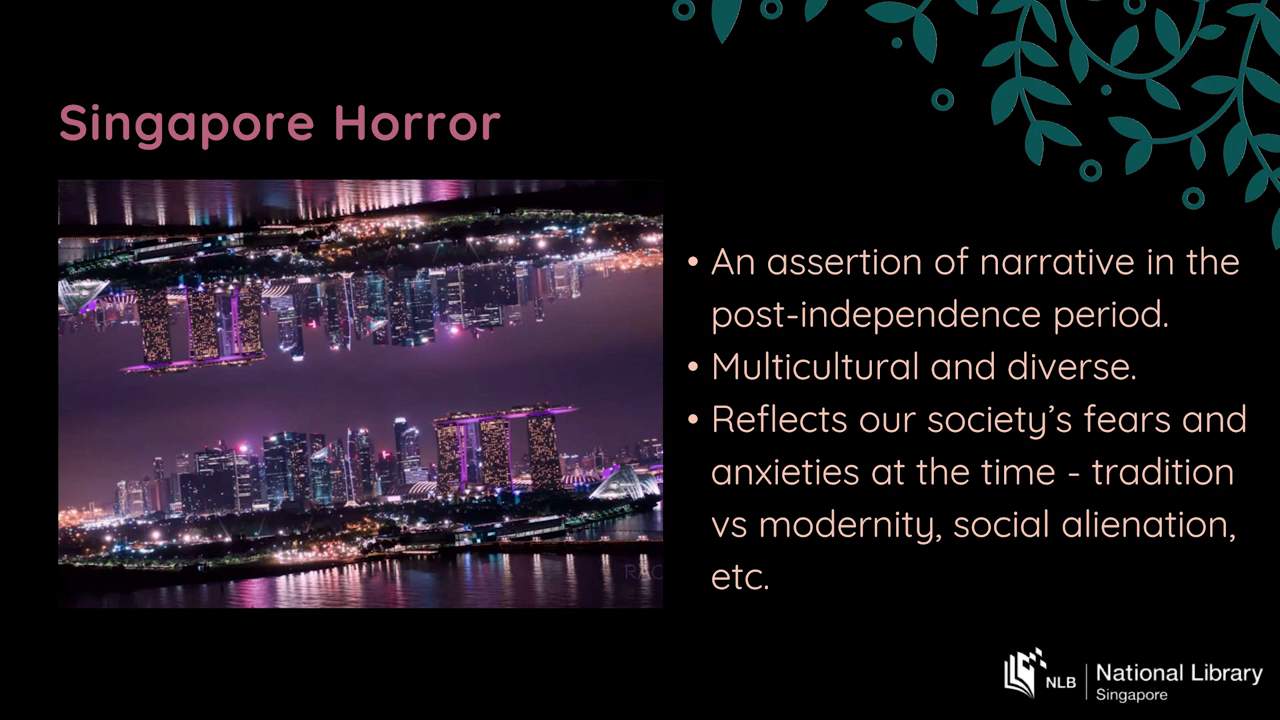 Singapore Horror
• An assertion of narrative in the
post-independence period.
• Multicultural and diverse.
• Reflects our society’s fears and
anxieties at the time - tradition
vs modernity, social alienation,
etc.
NLB
National Library
Singapore